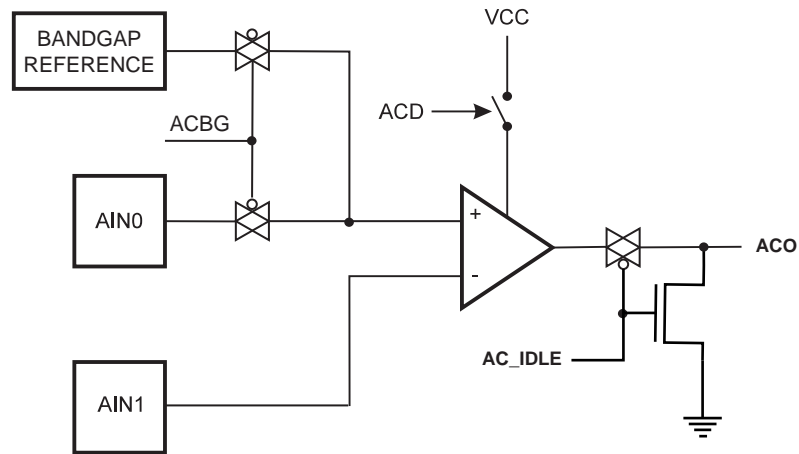 BANDGAP
REFERENCE
VCC
ACBG
ACD
AIN0
+
-
ACO
AC_IDLE
AIN1